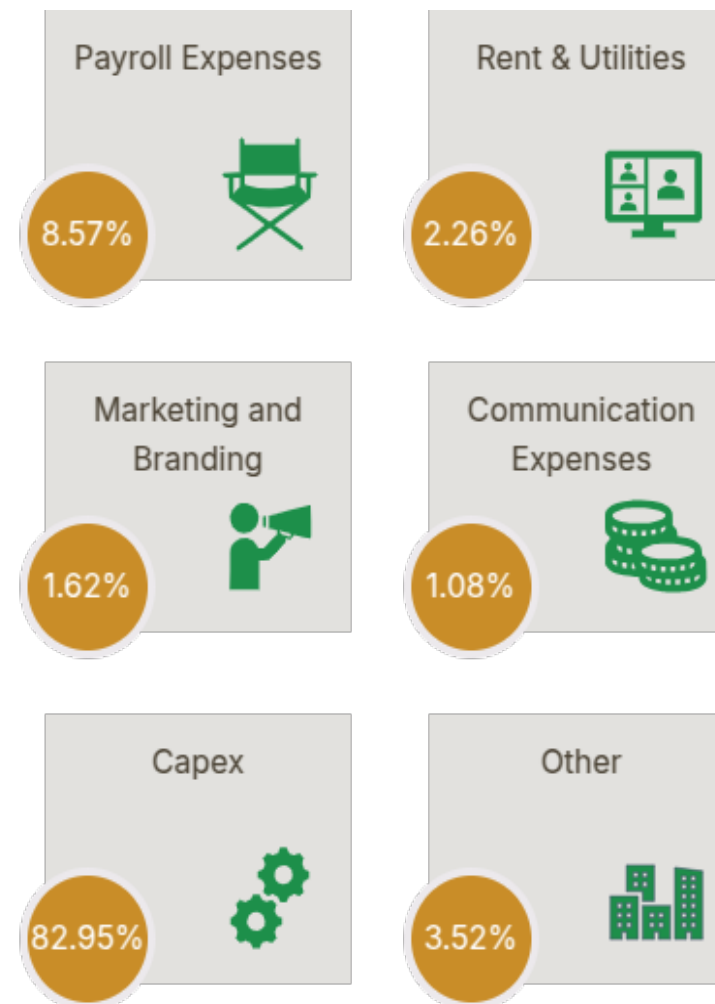 Payroll Expenses
8.57%
Rent & Utilities
2.26%
Marketing and
Branding
1.62%
Communication
Expenses
1.08%
Capex
82.95%
Other
3.52%